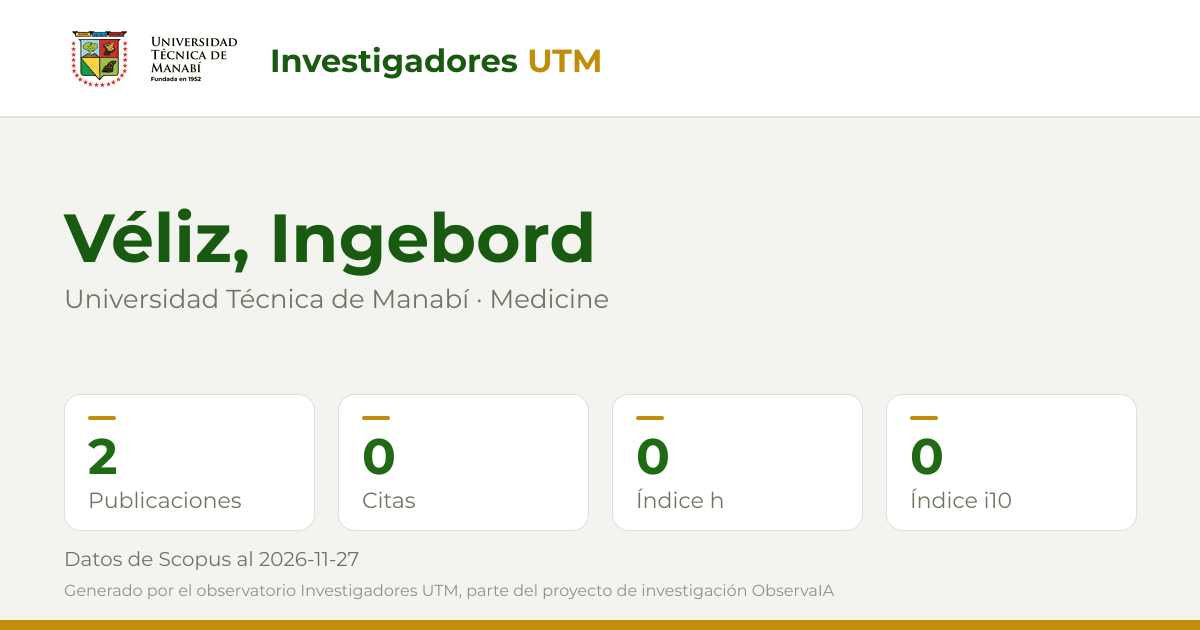 UNIVERSIDAD
TÉCNICA DE
MANABÍ
Fundada en 1952
Investigadores UTM
Véliz, Ingebord
Universidad Técnica de Manabí · Medicine
2
Publicaciones
0
Citas
0
Índice h
0
Índice i10
Datos de Scopus al 2026-11-27
Generado por el observatorio Investigadores UTM, parte del proyecto de investigación ObservaIA